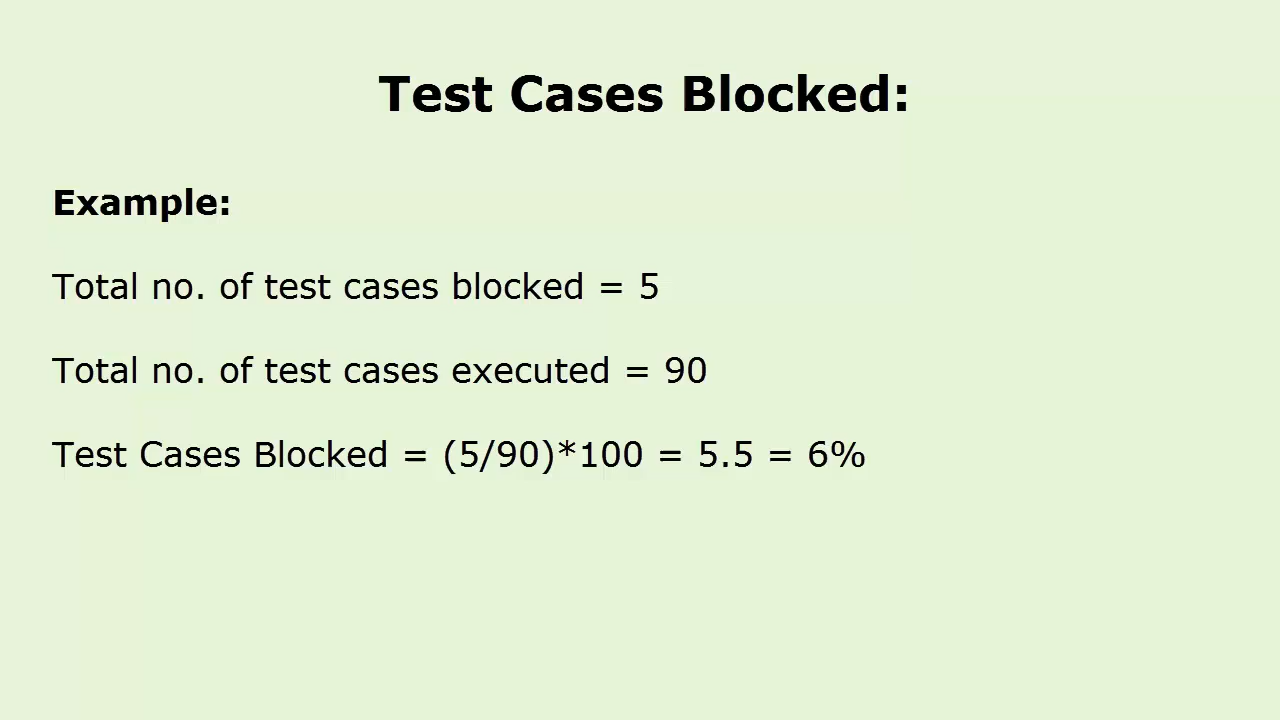 Test Cases Blocked:
Example:
Total no. of test cases blocked = 5
Total no. of test cases executed = 90
Test Cases Blocked = (5/90)*100 = 5.5 = 6%